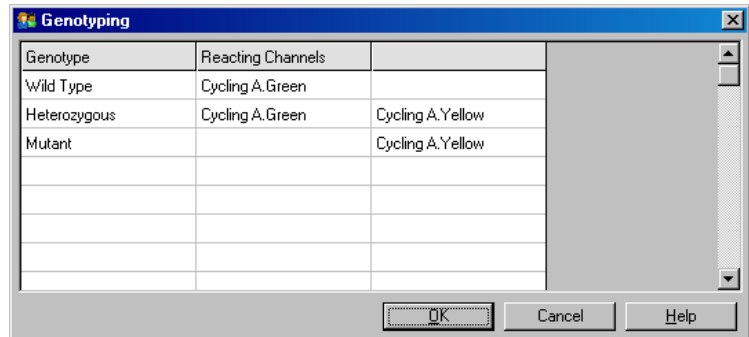 Genotyping
Genotype Reacting Channels
Wild Type Cycling A.Green
Heterozygous Cycling A.Green Cycling A.Yellow
Mutant Cycling A.Yellow
OK Cancel Help